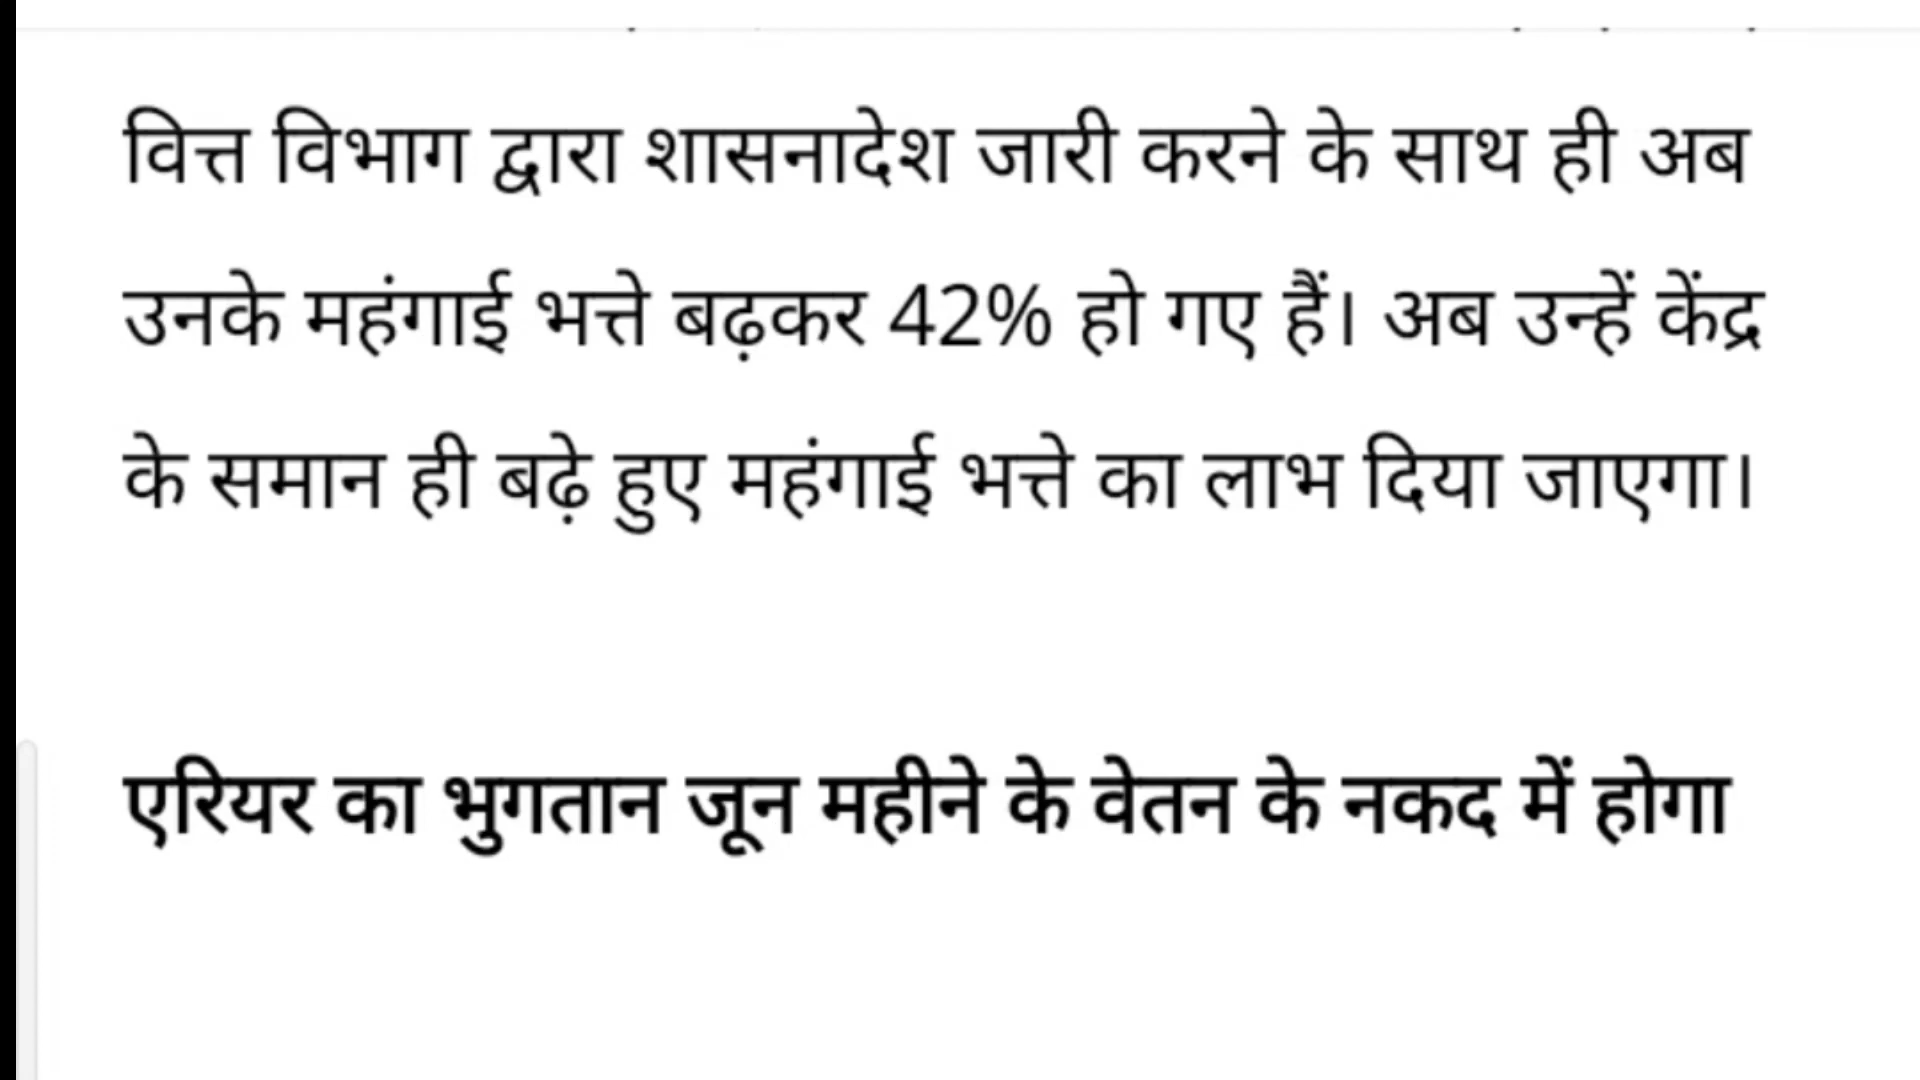 वित्त विभाग द्वारा शासनादेश जारी करने के साथ ही अब
उनके महंगाई भत्ते बढ़कर 42% हो गए हैं। अब उन्हें केंद्र
के समान ही बढ़े हुए महंगाई भत्ते का लाभ दिया जाएगा।
एरियर का भुगतान जून महीने के वेतन के नकद में होगा